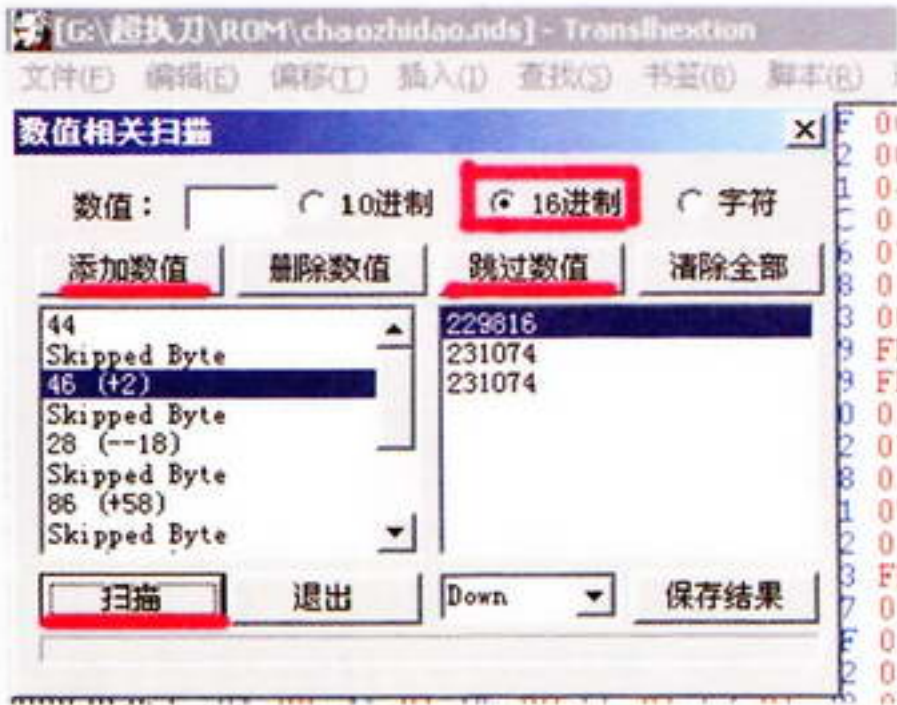 [G:\超执刀\ROM\chaozhidao.nds] - Translhextion
文件(F) 编辑(E) 偏移(T) 插入(I) 查找(S) 书签(B) 脚本(R)
数值相关扫描
数值： 10进制 16进制 字符
添加数值 删除数值 跳过数值 清除全部
44
Skipped Byte
46 (+2)
Skipped Byte
28 (--18)
Skipped Byte
86 (+58)
Skipped Byte
229816
231074
231074
扫描 退出 Down 保存结果